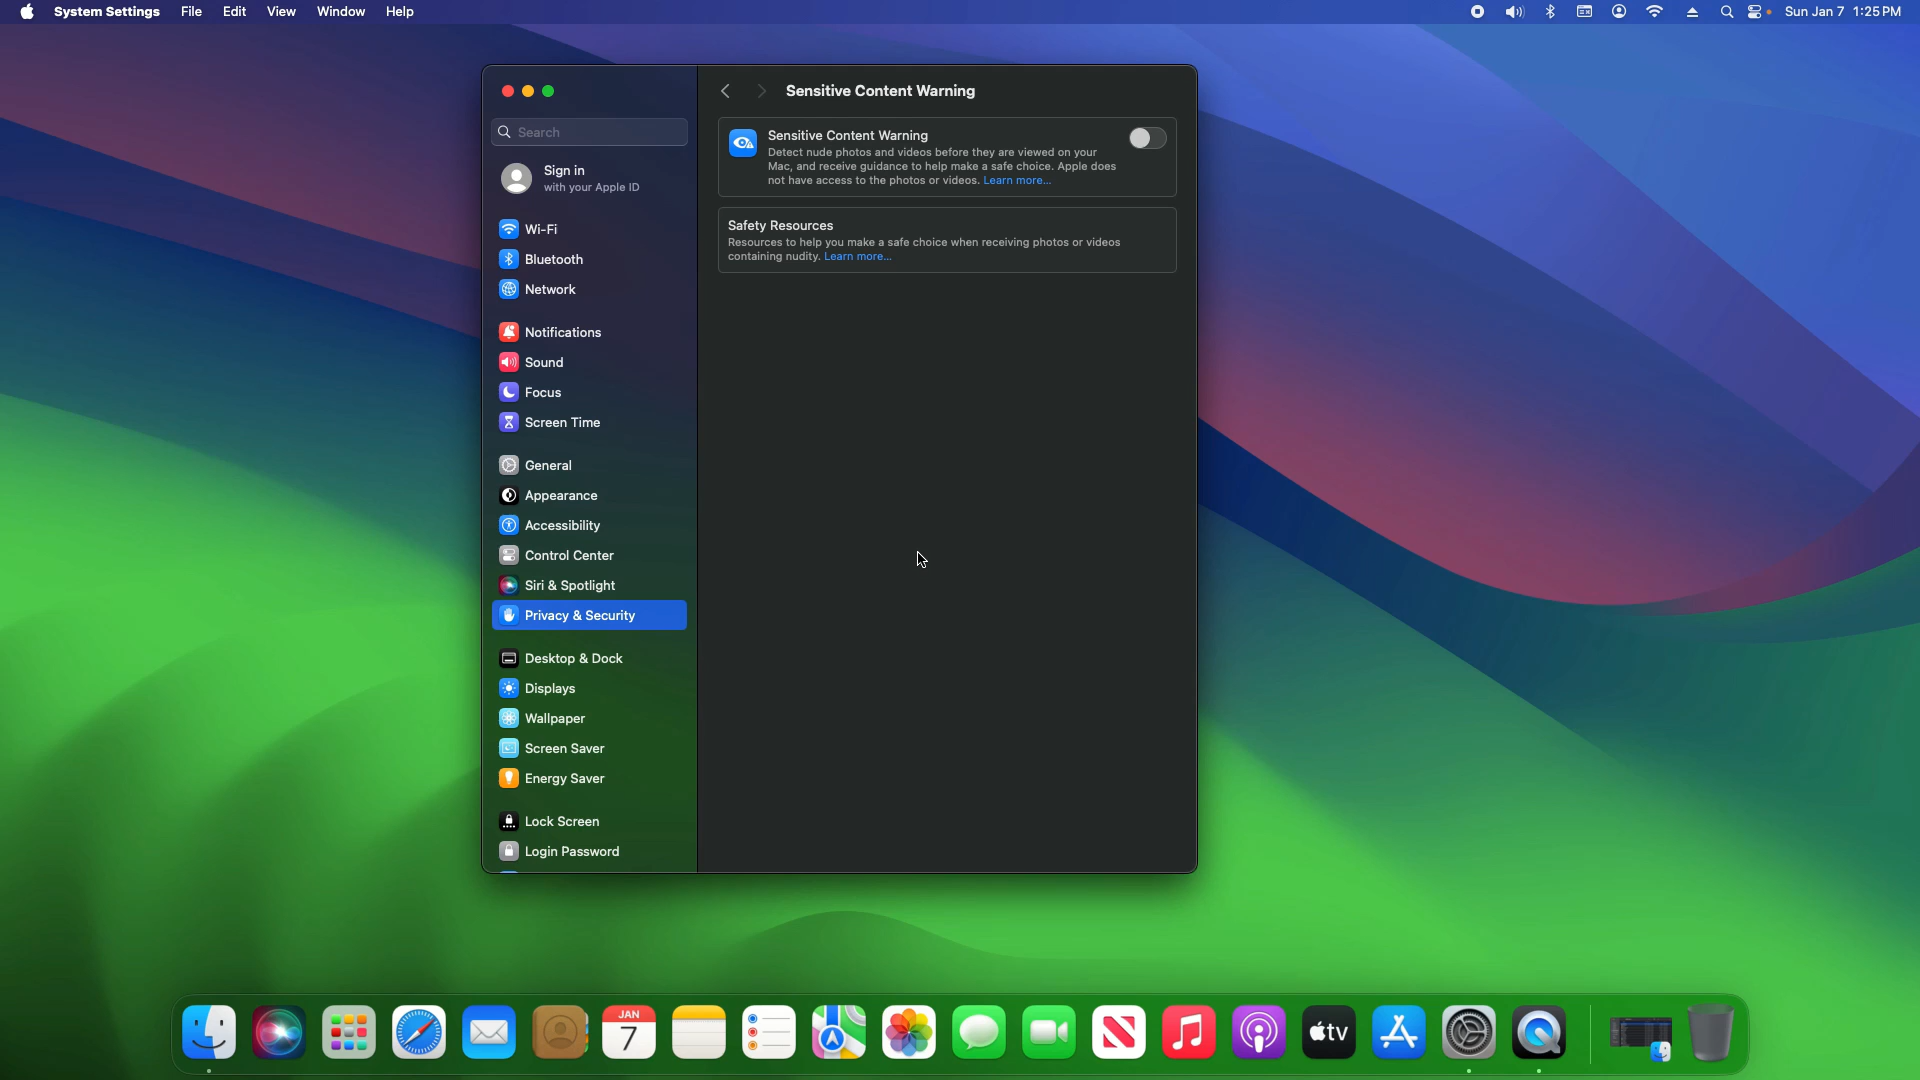 System Settings File Edit View Window Help Sun Jan 7 1:25 PM
Sensitive Content Warning
Search
Sign in
with your Apple ID
Wi-Fi
Bluetooth
Network
Notifications
Sound
Focus
Screen Time
General
Appearance
Accessibility
Control Center
Siri & Spotlight
Privacy & Security
Desktop & Dock
Displays
Wallpaper
Screen Saver
Energy Saver
Lock Screen
Login Password
Sensitive Content Warning
Detect nude photos and videos before they are viewed on your
Mac, and receive guidance to help make a safe choice. Apple does
not have access to the photos or videos. Learn more...
Safety Resources
Resources to help you make a safe choice when receiving photos or videos
containing nudity. Learn more...
JAN
7
tv